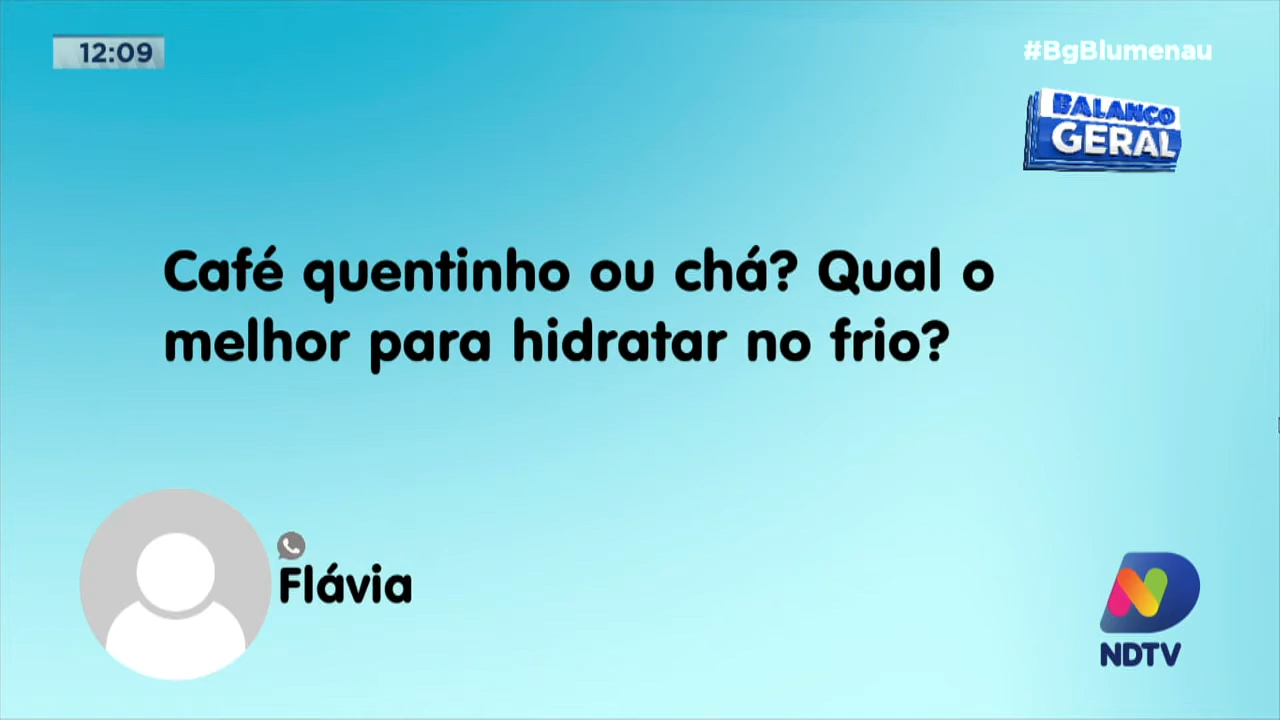 12:09
#BgBlumenau
BALANÇO
GERAL
Café quentinho ou chá? Qual o
melhor para hidratar no frio?
Flávia
NDTV